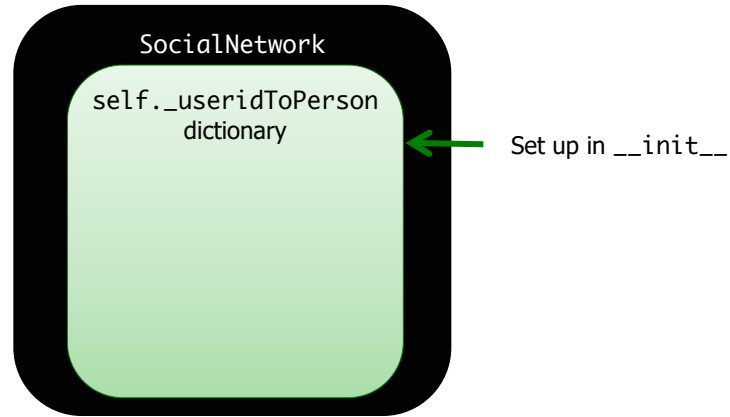 SocialNetwork
self._useridToPerson
dictionary
Set up in __init__